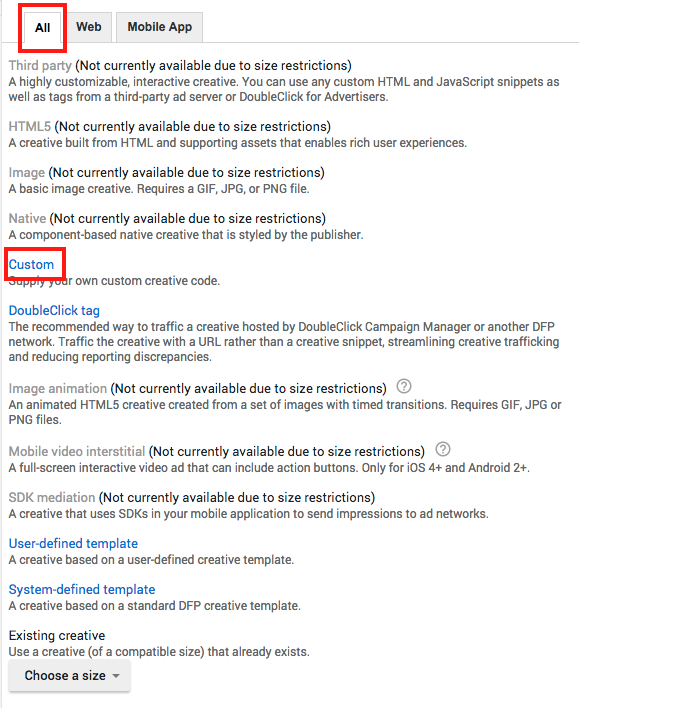 All Web Mobile App
Third party (Not currently available due to size restrictions)
A highly customizable, interactive creative. You can use any custom HTML and JavaScript snippets as
well as tags from a third-party ad server or DoubleClick for Advertisers.
HTML5 (Not currently available due to size restrictions)
A creative built from HTML and supporting assets that enables rich user experiences.
Image (Not currently available due to size restrictions)
A basic image creative. Requires a GIF, JPG, or PNG file.
Native (Not currently available due to size restrictions)
A component-based native creative that is styled by the publisher.
Custom
Supply your own custom creative code.
DoubleClick tag
The recommended way to traffic a creative hosted by DoubleClick Campaign Manager or another DFP
network. Traffic the creative with a URL rather than a creative snippet, streamlining creative trafficking
and reducing reporting discrepancies.
Image animation (Not currently available due to size restrictions) ?
An animated HTML5 creative created from a set of images with timed transitions. Requires GIF, JPG or
PNG files.
Mobile video interstitial (Not currently available due to size restrictions) ?
A full-screen interactive video ad that can include action buttons. Only for iOS 4+ and Android 2+.
SDK mediation (Not currently available due to size restrictions)
A creative that uses SDKs in your mobile application to send impressions to ad networks.
User-defined template
A creative based on a user-defined creative template.
System-defined template
A creative based on a standard DFP creative template.
Existing creative
Use a creative (of a compatible size) that already exists.
Choose a size